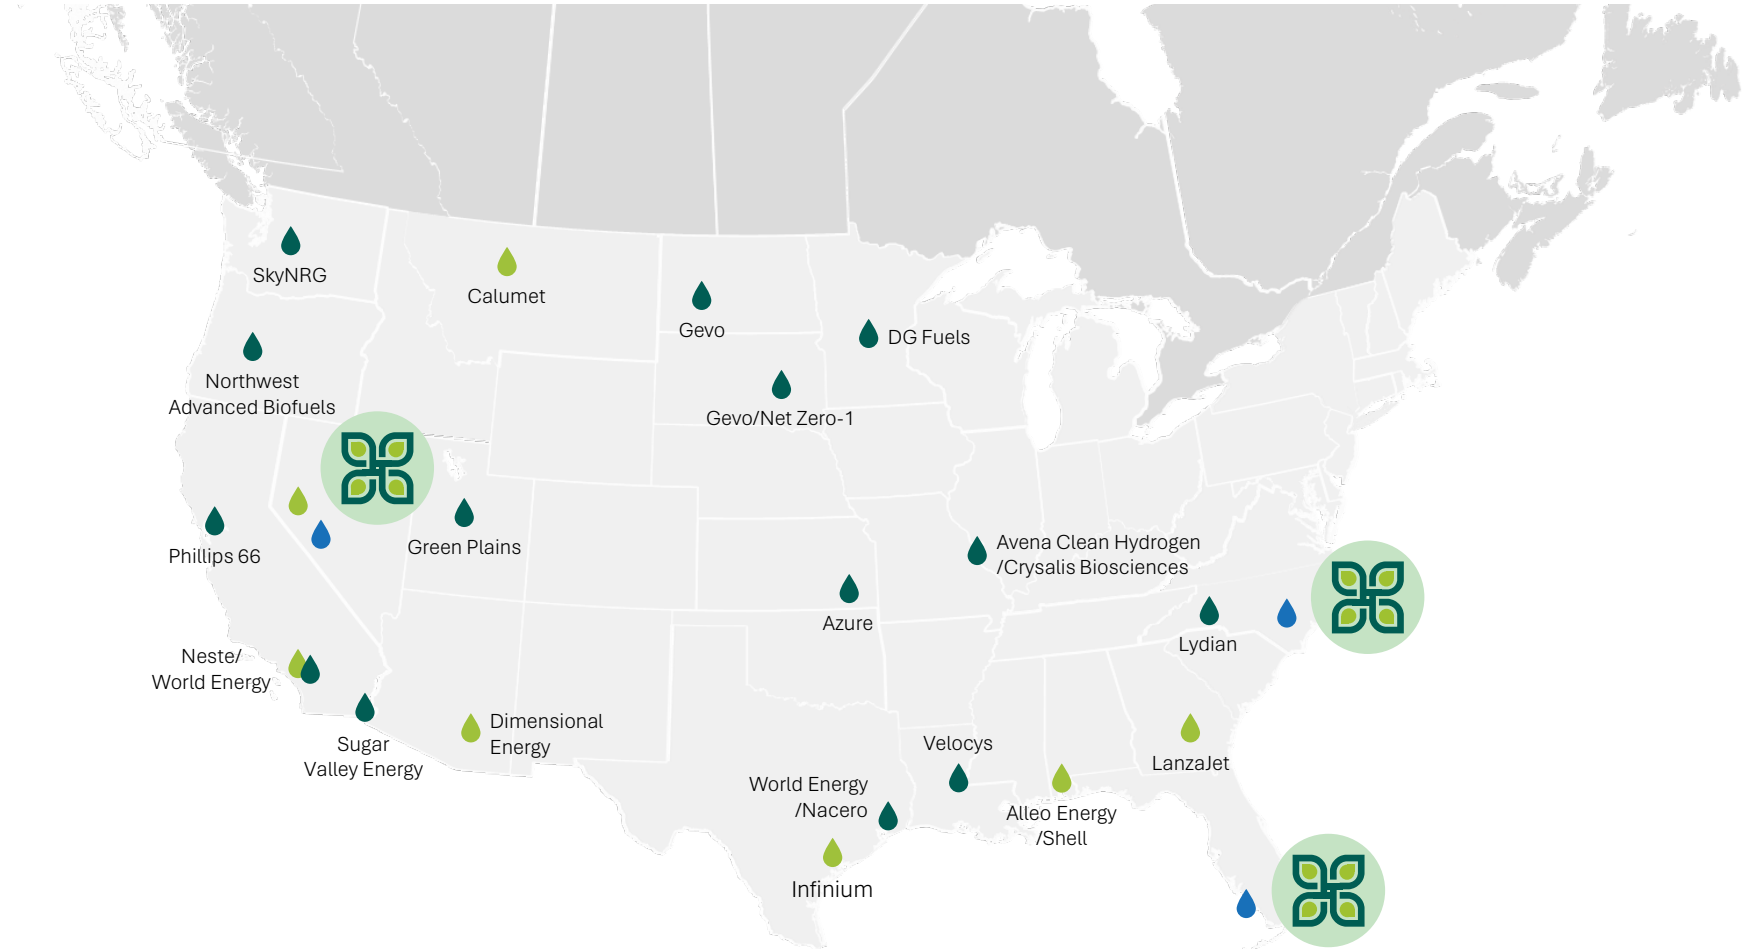 SkyNRG
Calumet
Gevo
DG Fuels
Northwest
Advanced Biofuels
Gevo/Net Zero-1
Phillips 66
Green Plains
Avena Clean Hydrogen
/Crysalis Biosciences
Azure
Lydian
Neste/
World Energy
Sugar
Valley Energy
Dimensional
Energy
Velocys
LanzaJet
World Energy
/Nacero
Alleo Energy
/Shell
Infinium